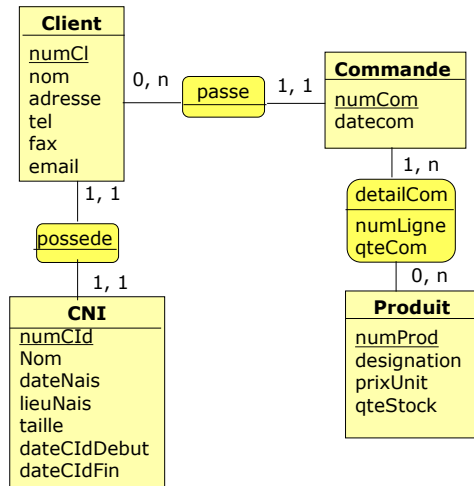 Client
numCl
nom
adresse
tel
fax
email
0, n
passe
1, 1
Commande
numCom
datecom
1, n
detailCom
numLigne
qteCom
0, n
Produit
numProd
designation
prixUnit
qteStock
1, 1
possede
1, 1
CNI
numCId
Nom
dateNais
lieuNais
taille
dateCIdDebut
dateCIdFin